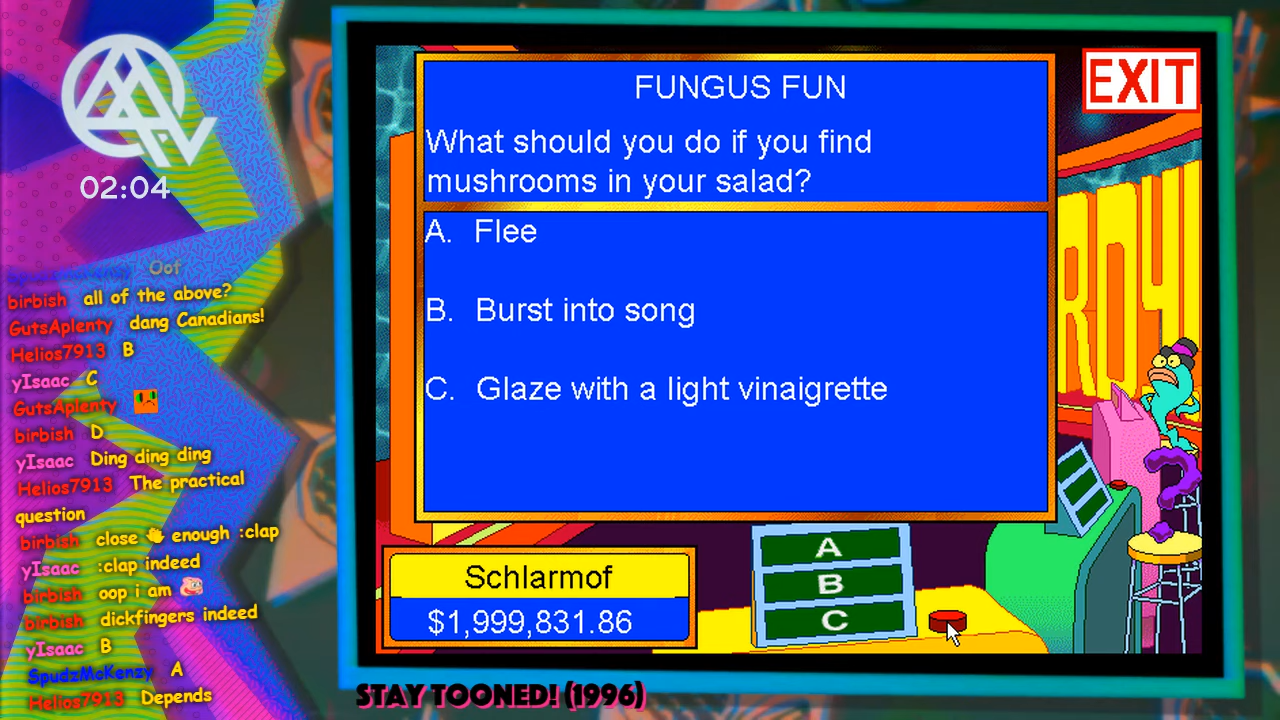 02:04
Oof
birbish all of the above?
GutsAplenty dang Canadians!
Helios7913 B
yIsaac C
GutsAplenty
birbish D
yIsaac Ding ding ding
Helios7913 The practical
question
birbish close 👏 enough :clap
yIsaac :clap indeed
birbish oop i am
birbish dickfingers indeed
yIsaac B
SpudzMcKenzy A
Helios7913 Depends
FUNGUS FUN
What should you do if you find
mushrooms in your salad?
A. Flee
B. Burst into song
C. Glaze with a light vinaigrette
EXIT
ROY
Schlarmof
$1,999,831.86
A
B
C
STAY TOONED! (1996)